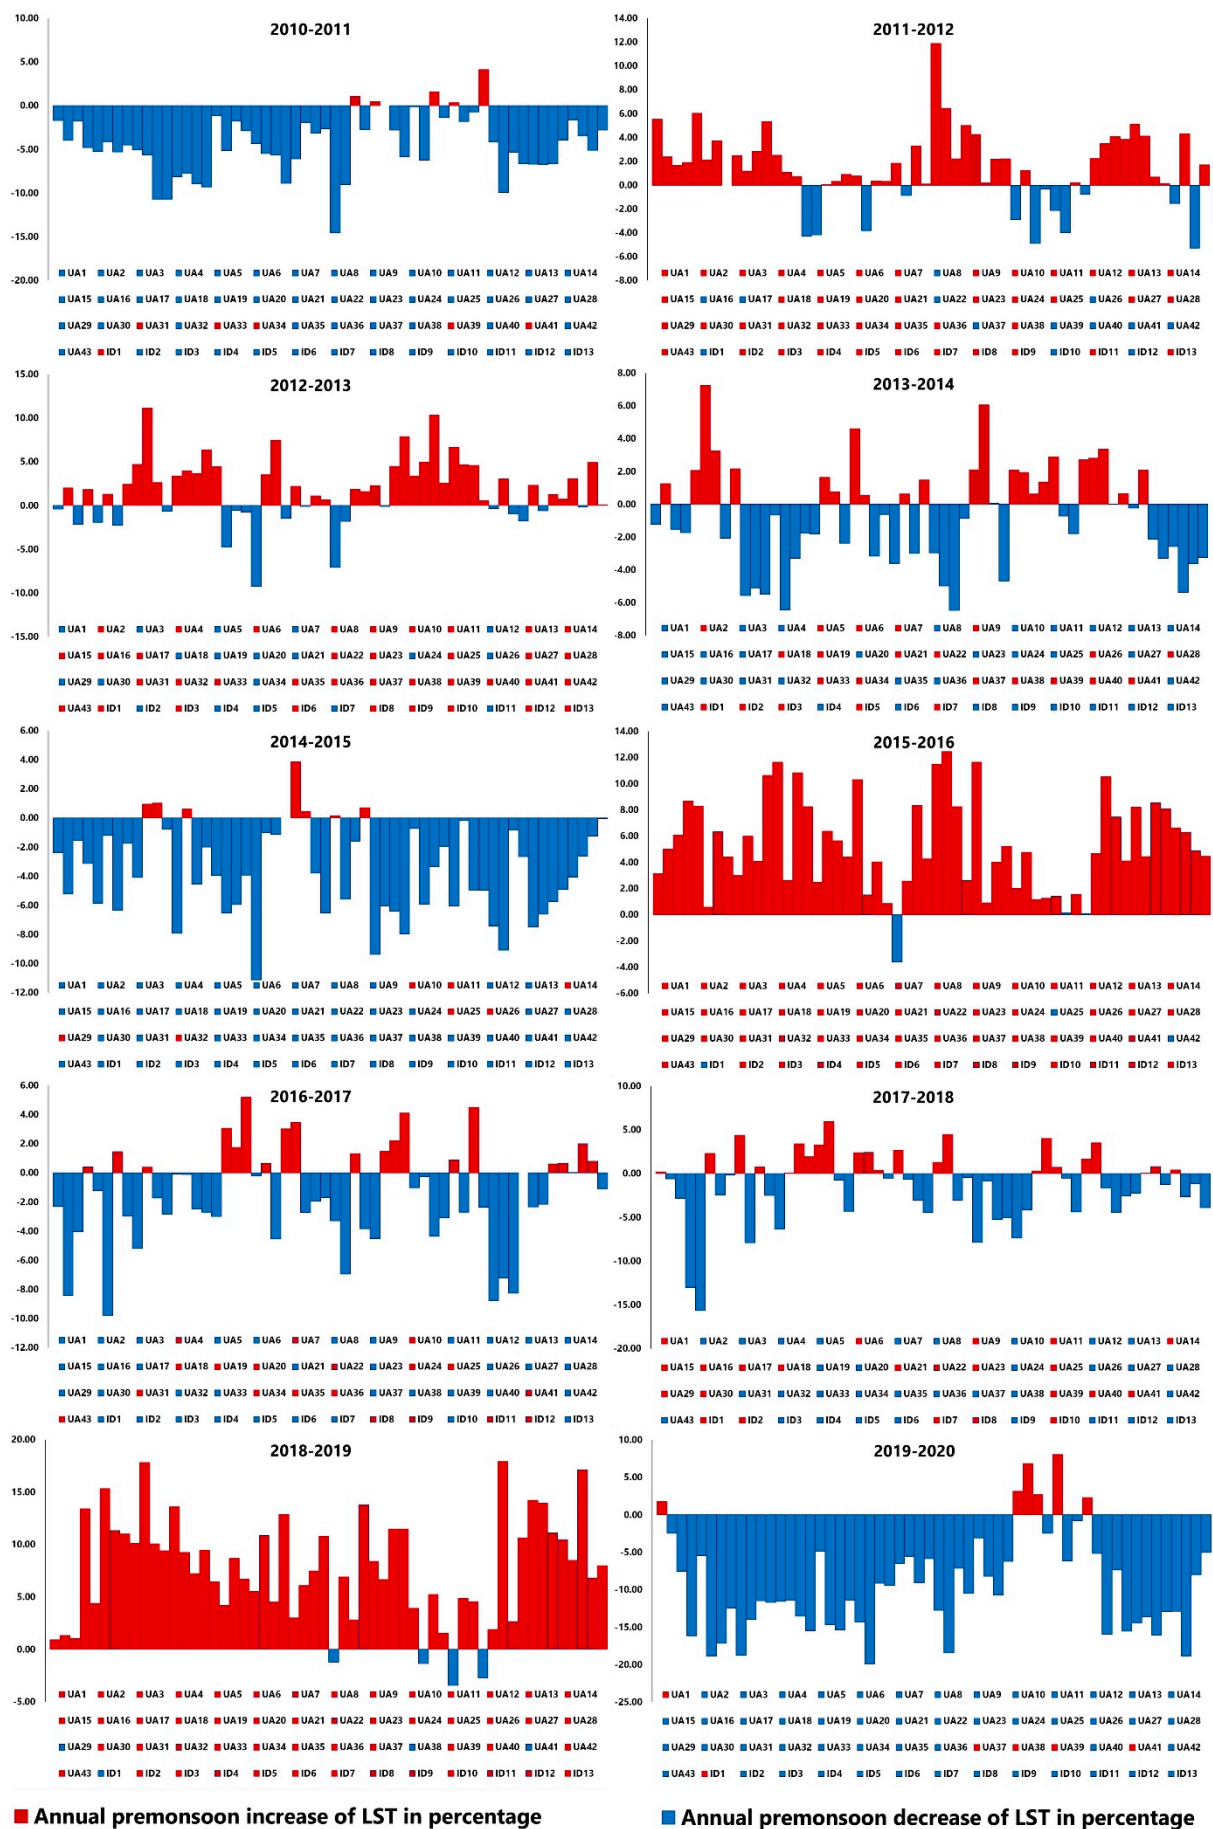 2010-2011
10.00
5.00
0.00
-5.00
-10.00
-15.00
-20.00
UA1 UA2 UA3 UA4 UA5 UA6 UA7 UA8 UA9 UA10 UA11 UA12 UA13 UA14
UA15 UA16 UA17 UA18 UA19 UA20 UA21 UA22 UA23 UA24 UA25 UA26 UA27 UA28
UA29 UA30 UA31 UA32 UA33 UA34 UA35 UA36 UA37 UA38 UA39 UA40 UA41 UA42
UA43 ID1 ID2 ID3 ID4 ID5 ID6 ID7 ID8 ID9 ID10 ID11 ID12 ID13
2011-2012
14.00
12.00
10.00
8.00
6.00
4.00
2.00
0.00
-2.00
-4.00
-6.00
-8.00
UA1 UA2 UA3 UA4 UA5 UA6 UA7 UA8 UA9 UA10 UA11 UA12 UA13 UA14
UA15 UA16 UA17 UA18 UA19 UA20 UA21 UA22 UA23 UA24 UA25 UA26 UA27 UA28
UA29 UA30 UA31 UA32 UA33 UA34 UA35 UA36 UA37 UA38 UA39 UA40 UA41 UA42
UA43 ID1 ID2 ID3 ID4 ID5 ID6 ID7 ID8 ID9 ID10 ID11 ID12 ID13
2012-2013
15.00
10.00
5.00
0.00
-5.00
-10.00
-15.00
UA1 UA2 UA3 UA4 UA5 UA6 UA7 UA8 UA9 UA10 UA11 UA12 UA13 UA14
UA15 UA16 UA17 UA18 UA19 UA20 UA21 UA22 UA23 UA24 UA25 UA26 UA27 UA28
UA29 UA30 UA31 UA32 UA33 UA34 UA35 UA36 UA37 UA38 UA39 UA40 UA41 UA42
UA43 ID1 ID2 ID3 ID4 ID5 ID6 ID7 ID8 ID9 ID10 ID11 ID12 ID13
2013-2014
8.00
6.00
4.00
2.00
0.00
-2.00
-4.00
-6.00
-8.00
UA1 UA2 UA3 UA4 UA5 UA6 UA7 UA8 UA9 UA10 UA11 UA12 UA13 UA14
UA15 UA16 UA17 UA18 UA19 UA20 UA21 UA22 UA23 UA24 UA25 UA26 UA27 UA28
UA29 UA30 UA31 UA32 UA33 UA34 UA35 UA36 UA37 UA38 UA39 UA40 UA41 UA42
UA43 ID1 ID2 ID3 ID4 ID5 ID6 ID7 ID8 ID9 ID10 ID11 ID12 ID13
2014-2015
6.00
4.00
2.00
0.00
-2.00
-4.00
-6.00
-8.00
-10.00
-12.00
UA1 UA2 UA3 UA4 UA5 UA6 UA7 UA8 UA9 UA10 UA11 UA12 UA13 UA14
UA15 UA16 UA17 UA18 UA19 UA20 UA21 UA22 UA23 UA24 UA25 UA26 UA27 UA28
UA29 UA30 UA31 UA32 UA33 UA34 UA35 UA36 UA37 UA38 UA39 UA40 UA41 UA42
UA43 ID1 ID2 ID3 ID4 ID5 ID6 ID7 ID8 ID9 ID10 ID11 ID12 ID13
2015-2016
14.00
12.00
10.00
8.00
6.00
4.00
2.00
0.00
-2.00
-4.00
-6.00
UA1 UA2 UA3 UA4 UA5 UA6 UA7 UA8 UA9 UA10 UA11 UA12 UA13 UA14
UA15 UA16 UA17 UA18 UA19 UA20 UA21 UA22 UA23 UA24 UA25 UA26 UA27 UA28
UA29 UA30 UA31 UA32 UA33 UA34 UA35 UA36 UA37 UA38 UA39 UA40 UA41 UA42
UA43 ID1 ID2 ID3 ID4 ID5 ID6 ID7 ID8 ID9 ID10 ID11 ID12 ID13
2016-2017
6.00
4.00
2.00
0.00
-2.00
-4.00
-6.00
-8.00
-10.00
-12.00
UA1 UA2 UA3 UA4 UA5 UA6 UA7 UA8 UA9 UA10 UA11 UA12 UA13 UA14
UA15 UA16 UA17 UA18 UA19 UA20 UA21 UA22 UA23 UA24 UA25 UA26 UA27 UA28
UA29 UA30 UA31 UA32 UA33 UA34 UA35 UA36 UA37 UA38 UA39 UA40 UA41 UA42
UA43 ID1 ID2 ID3 ID4 ID5 ID6 ID7 ID8 ID9 ID10 ID11 ID12 ID13
2017-2018
10.00
5.00
0.00
-5.00
-10.00
-15.00
-20.00
UA1 UA2 UA3 UA4 UA5 UA6 UA7 UA8 UA9 UA10 UA11 UA12 UA13 UA14
UA15 UA16 UA17 UA18 UA19 UA20 UA21 UA22 UA23 UA24 UA25 UA26 UA27 UA28
UA29 UA30 UA31 UA32 UA33 UA34 UA35 UA36 UA37 UA38 UA39 UA40 UA41 UA42
UA43 ID1 ID2 ID3 ID4 ID5 ID6 ID7 ID8 ID9 ID10 ID11 ID12 ID13
2018-2019
20.00
15.00
10.00
5.00
0.00
-5.00
UA1 UA2 UA3 UA4 UA5 UA6 UA7 UA8 UA9 UA10 UA11 UA12 UA13 UA14
UA15 UA16 UA17 UA18 UA19 UA20 UA21 UA22 UA23 UA24 UA25 UA26 UA27 UA28
UA29 UA30 UA31 UA32 UA33 UA34 UA35 UA36 UA37 UA38 UA39 UA40 UA41 UA42
UA43 ID1 ID2 ID3 ID4 ID5 ID6 ID7 ID8 ID9 ID10 ID11 ID12 ID13
2019-2020
10.00
5.00
0.00
-5.00
-10.00
-15.00
-20.00
-25.00
UA1 UA2 UA3 UA4 UA5 UA6 UA7 UA8 UA9 UA10 UA11 UA12 UA13 UA14
UA15 UA16 UA17 UA18 UA19 UA20 UA21 UA22 UA23 UA24 UA25 UA26 UA27 UA28
UA29 UA30 UA31 UA32 UA33 UA34 UA35 UA36 UA37 UA38 UA39 UA40 UA41 UA42
UA43 ID1 ID2 ID3 ID4 ID5 ID6 ID7 ID8 ID9 ID10 ID11 ID12 ID13
Annual premonsoon increase of LST in percentage
Annual premonsoon decrease of LST in percentage